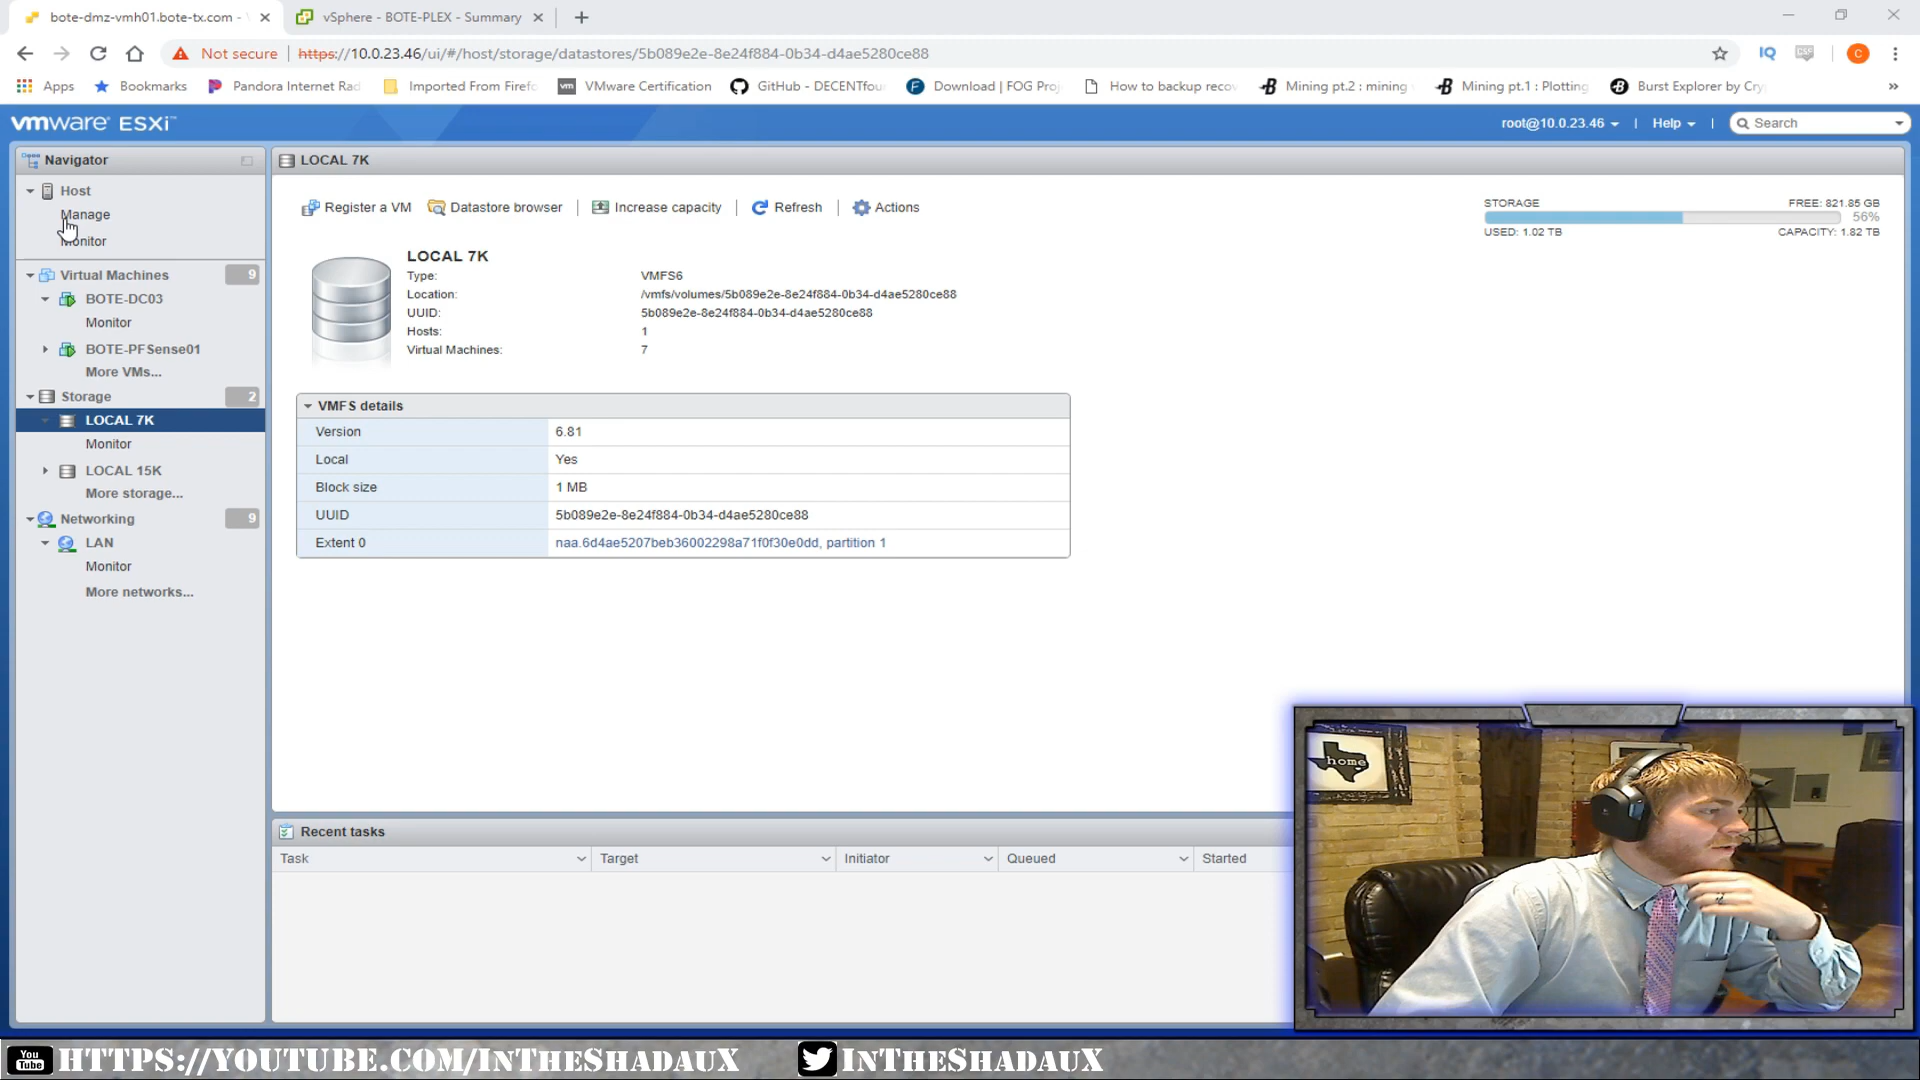 bote-dmz-vmh01.bote-tx.com -
vSphere - BOTE-PLEX - Summary
Not secure
https://10.0.23.46/ui/#/host/storage/datastores/5b089e2e-8e24f884-0b34-d4ae5280ce88
IQ
C
Apps
Bookmarks
Pandora Internet Rad
Imported From Firefo
vm VMware Certification
GitHub - DECENTfou
F Download | FOG Pro
How to backup reco
Mining pt.2 : mining
Mining pt.1 : Plotting
Burst Explorer by Cry
»
vmware ESXi™
root@10.0.23.46
|
Help
|
Search
Navigator
Host
Manage
Monitor
Virtual Machines 9
BOTE-DC03
Monitor
BOTE-PFSense01
More VMs...
Storage 2
LOCAL 7K
Monitor
LOCAL 15K
More storage...
Networking 9
LAN
Monitor
More networks...
LOCAL 7K
Register a VM
Datastore browser
Increase capacity
Refresh
Actions
STORAGE FREE: 821.85 GB
56%
USED: 1.02 TB CAPACITY: 1.82 TB
LOCAL 7K
Type: VMFS6
Location: /vmfs/volumes/5b089e2e-8e24f884-0b34-d4ae5280ce88
UUID: 5b089e2e-8e24f884-0b34-d4ae5280ce88
Hosts: 1
Virtual Machines: 7
VMFS details
Version 6.81
Local Yes
Block size 1 MB
UUID 5b089e2e-8e24f884-0b34-d4ae5280ce88
Extent 0 naa.6d4ae5207beb36002298a71f0f30e0dd, partition 1
Recent tasks
Task Target Initiator Queued Started
home
You Tube HTTPS://YOUTUBE.COM/INTHESHADAUX
INTHESHADAUX